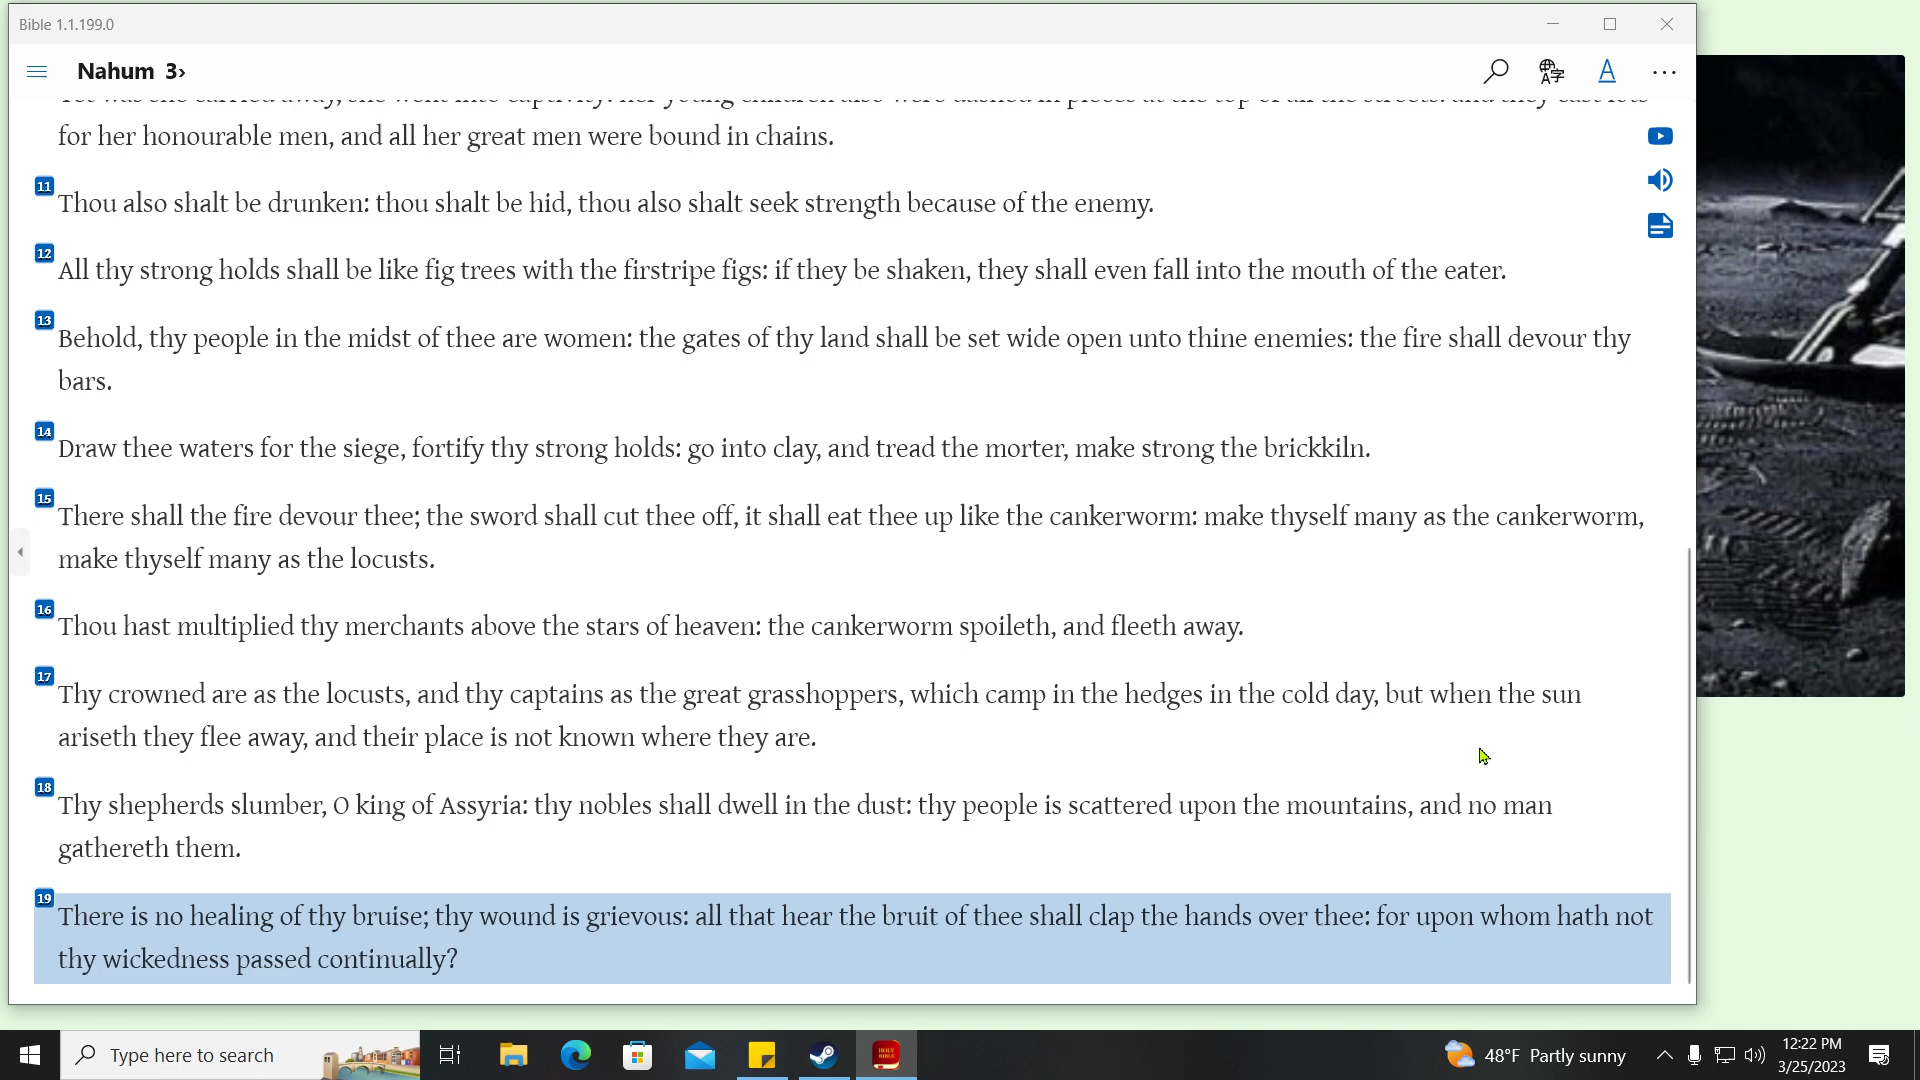 Bible 1.1.199.0
Nahum 3›
for her honourable men, and all her great men were bound in chains.
11
Thou also shalt be drunken: thou shalt be hid, thou also shalt seek strength because of the enemy.
12
All thy strong holds shall be like fig trees with the firstripe figs: if they be shaken, they shall even fall into the mouth of the eater.
13
Behold, thy people in the midst of thee are women: the gates of thy land shall be set wide open unto thine enemies: the fire shall devour thy
bars.
14
Draw thee waters for the siege, fortify thy strong holds: go into clay, and tread the morter, make strong the brickkiln.
15
There shall the fire devour thee; the sword shall cut thee off, it shall eat thee up like the cankerworm: make thyself many as the cankerworm,
make thyself many as the locusts.
16
Thou hast multiplied thy merchants above the stars of heaven: the cankerworm spoileth, and fleeth away.
17
Thy crowned are as the locusts, and thy captains as the great grasshoppers, which camp in the hedges in the cold day, but when the sun
ariseth they flee away, and their place is not known where they are.
18
Thy shepherds slumber, O king of Assyria: thy nobles shall dwell in the dust: thy people is scattered upon the mountains, and no man
gathereth them.
19
There is no healing of thy bruise; thy wound is grievous: all that hear the bruit of thee shall clap the hands over thee: for upon whom hath not
thy wickedness passed continually?
Type here to search
HOLY BIBLE
48°F Partly sunny
12:22 PM
3/25/2023